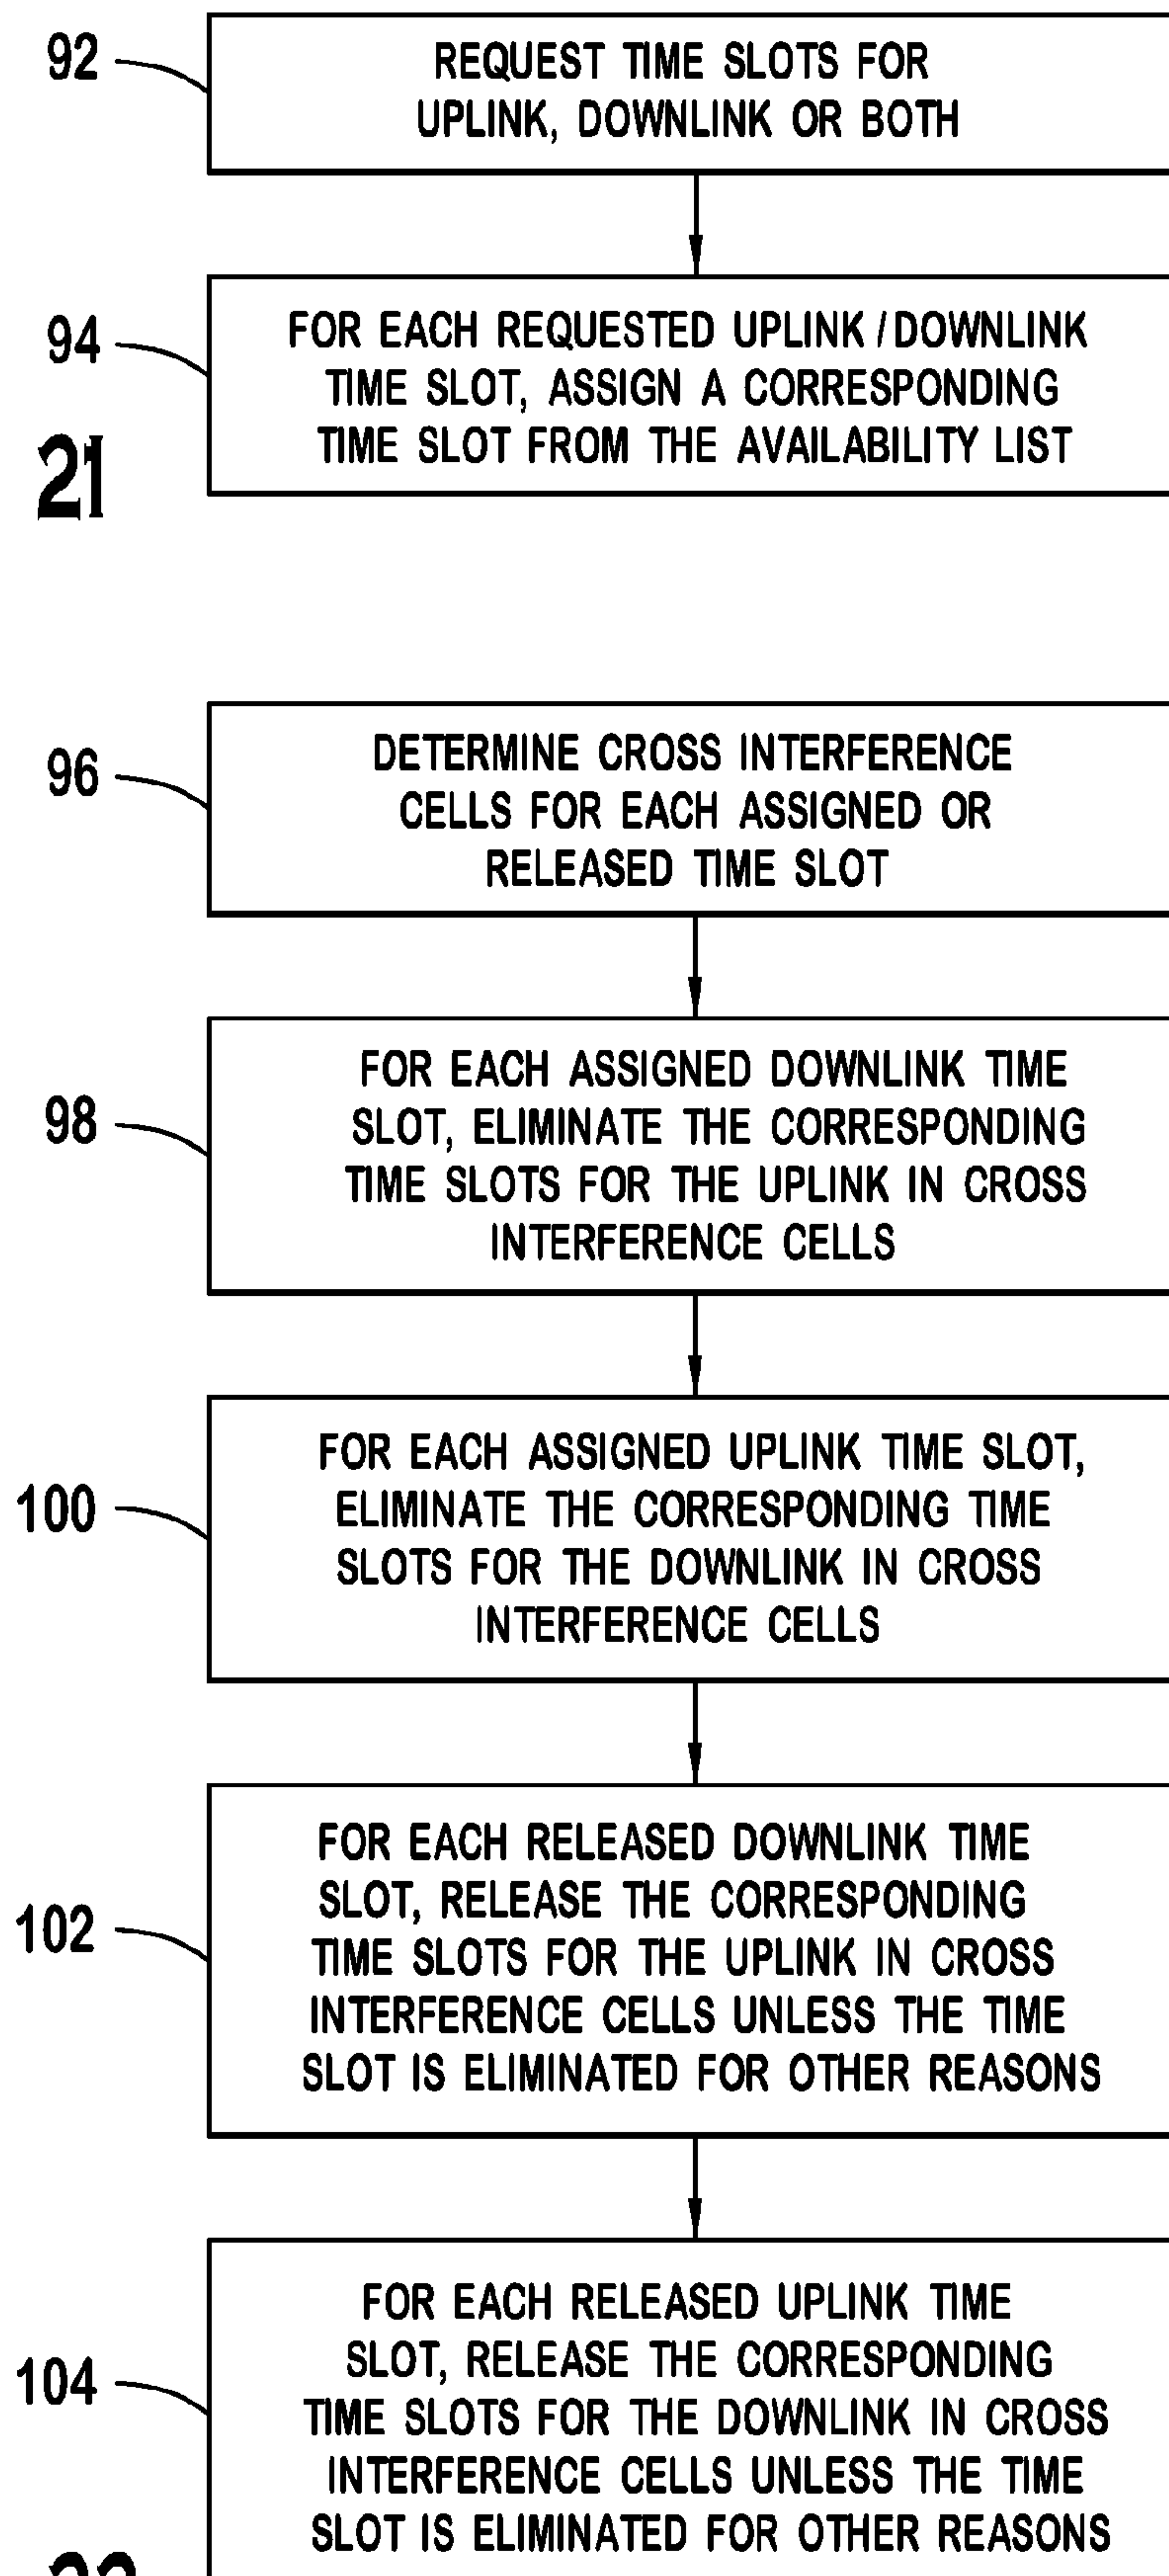 92
REQUEST TIME SLOTS FOR
UPLINK, DOWNLINK OR BOTH
94
FOR EACH REQUESTED UPLINK / DOWNLINK
TIME SLOT, ASSIGN A CORRESPONDING
TIME SLOT FROM THE AVAILABILITY LIST
21
96
DETERMINE CROSS INTERFERENCE
CELLS FOR EACH ASSIGNED OR
RELEASED TIME SLOT
98
FOR EACH ASSIGNED DOWNLINK TIME
SLOT, ELIMINATE THE CORRESPONDING
TIME SLOTS FOR THE UPLINK IN CROSS
INTERFERENCE CELLS
100
FOR EACH ASSIGNED UPLINK TIME SLOT,
ELIMINATE THE CORRESPONDING TIME
SLOTS FOR THE DOWNLINK IN CROSS
INTERFERENCE CELLS
102
FOR EACH RELEASED DOWNLINK TIME
SLOT, RELEASE THE CORRESPONDING
TIME SLOTS FOR THE UPLINK IN CROSS
INTERFERENCE CELLS UNLESS THE TIME
SLOT IS ELIMINATED FOR OTHER REASONS
104
FOR EACH RELEASED UPLINK TIME
SLOT, RELEASE THE CORRESPONDING
TIME SLOTS FOR THE DOWNLINK IN CROSS
INTERFERENCE CELLS UNLESS THE TIME
SLOT IS ELIMINATED FOR OTHER REASONS